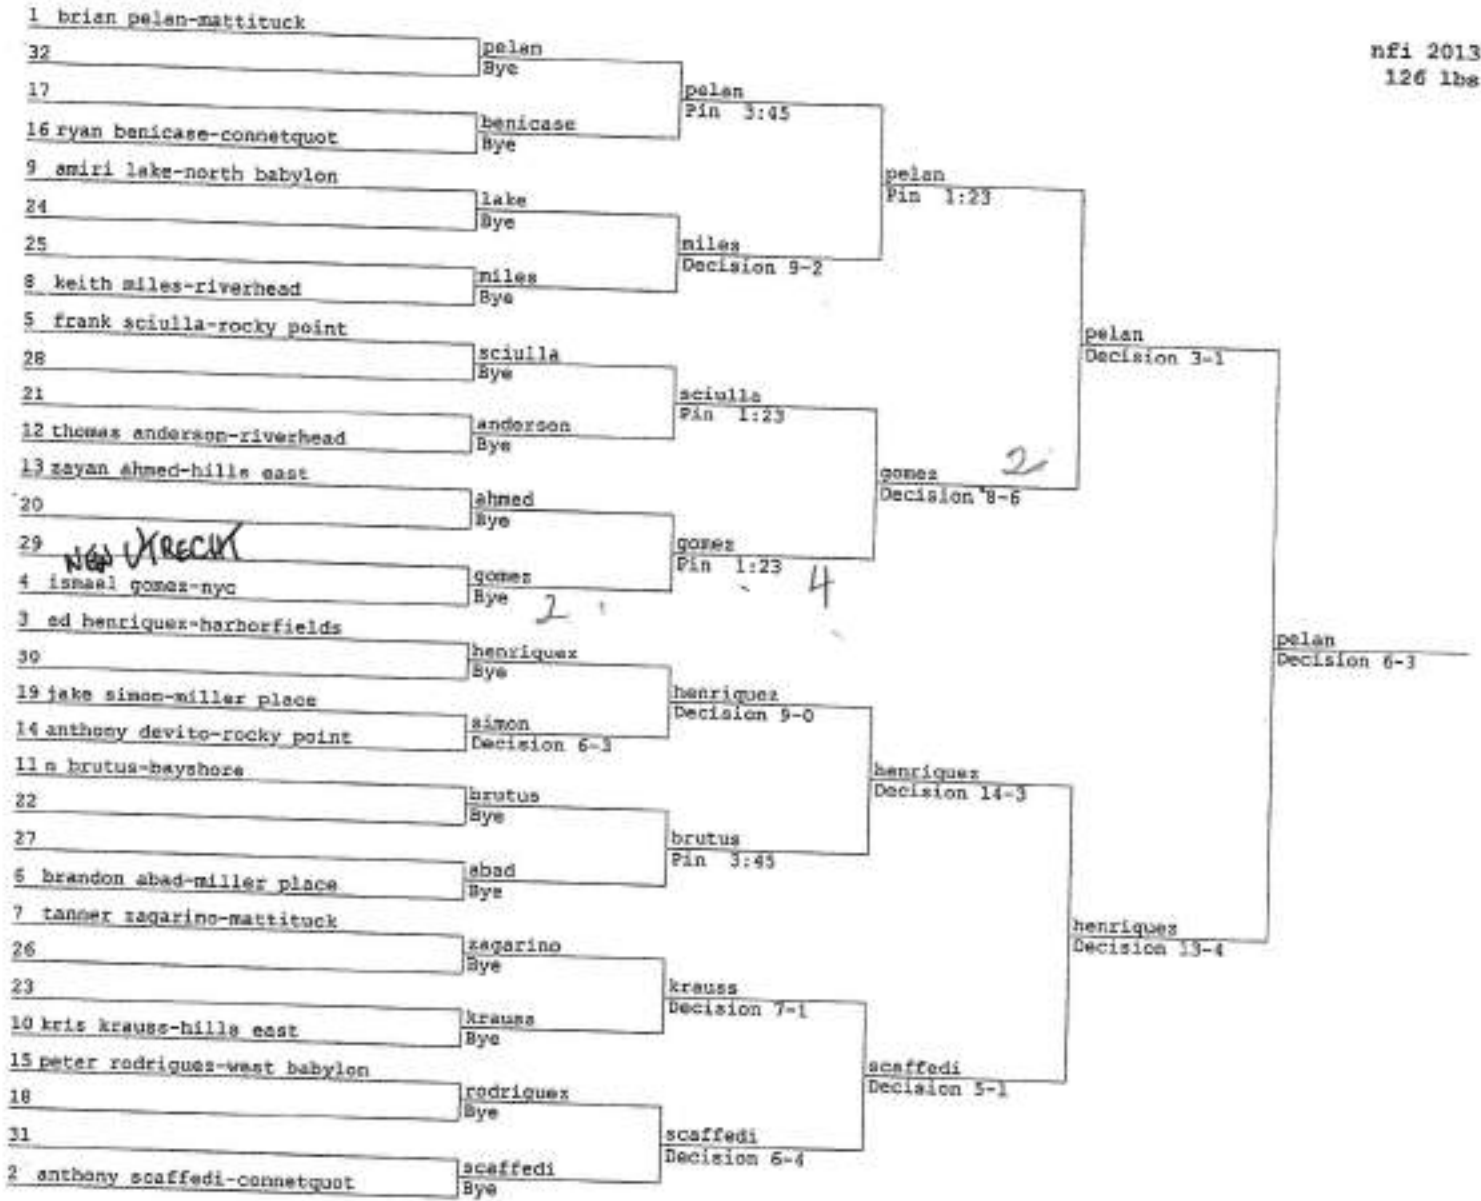 nfi 2013
126 lbs
1 brian pelan-mattituck
32
17
16 ryan benicase-connetquot
9 amiri lake-north babylon
24
25
8 keith miles-riverhead
5 frank sciulla-rocky point
28
21
12 thomas anderson-riverhead
13 zayan ahmed-hills east
20
29
NEW UTRECHT
4 ismael gomez-nyc
3 ed henriquez-harborfields
30
19 jake simon-miller place
14 anthony devito-rocky point
11 n brutus-bayshore
22
27
6 brandon abad-miller place
7 tanner zagarino-mattituck
26
23
10 kris krauss-hills east
15 peter rodriguez-west babylon
18
31
2 anthony scaffedi-connetquot
pelan
Bye
benicase
Bye
lake
Bye
miles
Bye
sciulla
Bye
anderson
Bye
ahmed
Bye
gomez
Bye
2
henriquez
Bye
simon
Decision 6-3
brutus
Bye
abad
Bye
zagarino
Bye
krauss
Bye
rodriguez
Bye
scaffedi
Bye
pelan
Pin 3:45
miles
Decision 9-2
sciulla
Pin 1:23
gomez
Pin 1:23
4
henriquez
Decision 9-0
brutus
Pin 3:45
krauss
Decision 7-1
scaffedi
Decision 6-4
pelan
Pin 1:23
gomez
2
Decision 8-6
henriquez
Decision 14-3
scaffedi
Decision 5-1
pelan
Decision 3-1
henriquez
Decision 13-4
pelan
Decision 6-3